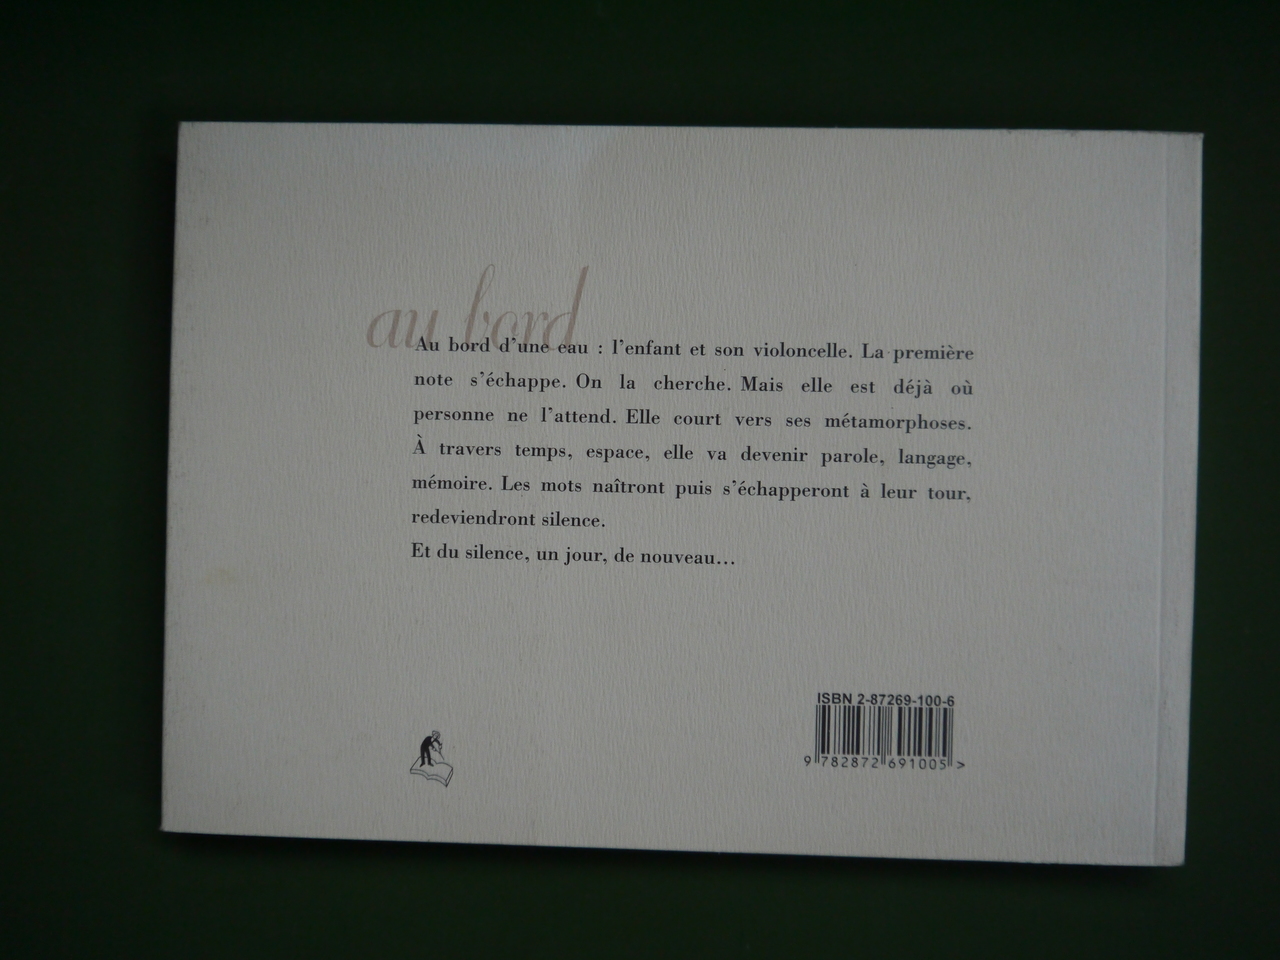 au bord
Au bord d'une eau : l'enfant et son violoncelle. La première
note s'échappe. On la cherche. Mais elle est déjà où
personne ne l'attend. Elle court vers ses métamorphoses.
À travers temps, espace, elle va devenir parole, langage,
mémoire. Les mots naîtront puis s'échapperont à leur tour,
redeviendront silence.
Et du silence, un jour, de nouveau...
ISBN 2-87269-100-6
9 782872 691005 >